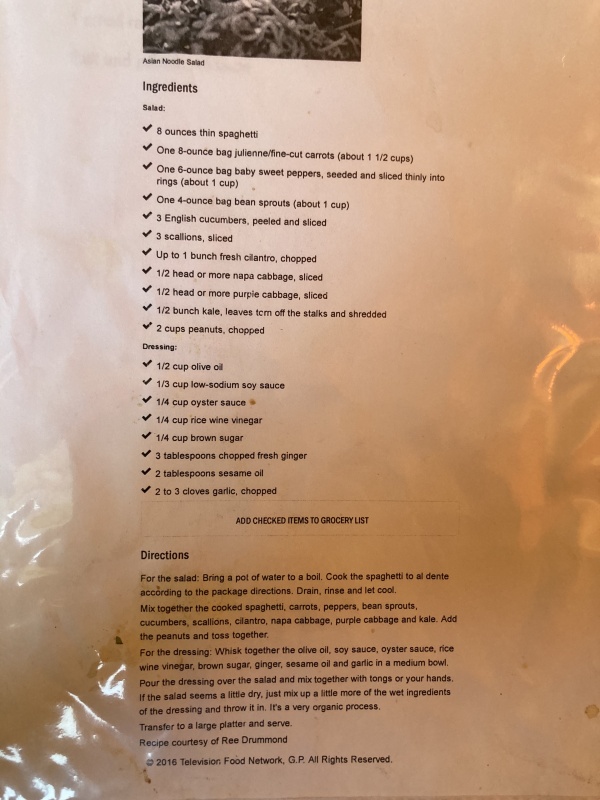 Asian Noodle Salad
Ingredients
Salad:
✔ 8 ounces thin spaghetti
✔ One 8-ounce bag julienne/fine-cut carrots (about 1 1/2 cups)
✔ One 6-ounce bag baby sweet peppers, seeded and sliced thinly into
rings (about 1 cup)
✔ One 4-ounce bag bean sprouts (about 1 cup)
✔ 3 English cucumbers, peeled and sliced
✔ 3 scallions, sliced
✔ Up to 1 bunch fresh cilantro, chopped
✔ 1/2 head or more napa cabbage, sliced
✔ 1/2 head or more purple cabbage, sliced
✔ 1/2 bunch kale, leaves torn off the stalks and shredded
✔ 2 cups peanuts, chopped
Dressing:
✔ 1/2 cup olive oil
✔ 1/3 cup low-sodium soy sauce
✔ 1/4 cup oyster sauce
✔ 1/4 cup rice wine vinegar
✔ 1/4 cup brown sugar
✔ 3 tablespoons chopped fresh ginger
✔ 2 tablespoons sesame oil
✔ 2 to 3 cloves garlic, chopped
ADD CHECKED ITEMS TO GROCERY LIST
Directions
For the salad: Bring a pot of water to a boil. Cook the spaghetti to al dente
according to the package directions. Drain, rinse and let cool.
Mix together the cooked spaghetti, carrots, peppers, bean sprouts,
cucumbers, scallions, cilantro, napa cabbage, purple cabbage and kale. Add
the peanuts and toss together.
For the dressing: Whisk together the olive oil, soy sauce, oyster sauce, rice
wine vinegar, brown sugar, ginger, sesame oil and garlic in a medium bowl.
Pour the dressing over the salad and mix together with tongs or your hands.
If the salad seems a little dry, just mix up a little more of the wet ingredients
of the dressing and throw it in. It's a very organic process.
Transfer to a large platter and serve.
Recipe courtesy of Ree Drummond
© 2016 Television Food Network, G.P. All Rights Reserved.